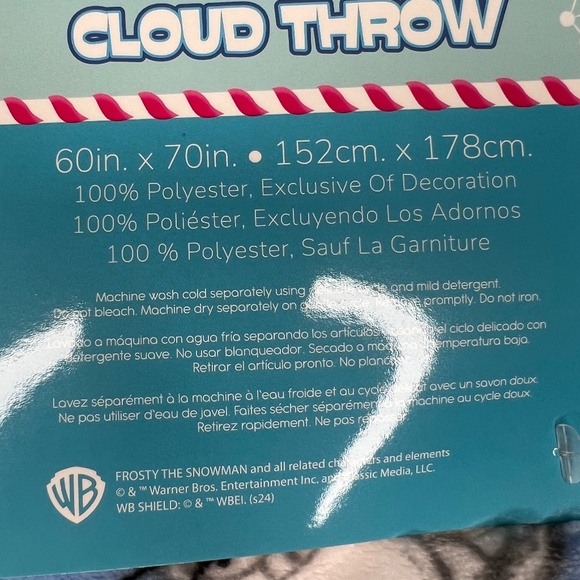 CLOUD THROW
60in. x 70in. • 152cm. x 178cm.
100% Polyester, Exclusive Of Decoration
100% Poliéster, Excluyendo Los Adornos
100 % Polyester, Sauf La Garniture
Machine wash cold separately using and mild detergent.
Do not bleach. Machine dry separately on promptly. Do not iron.
Lavado a máquina con agua fría separando los artículos el ciclo delicado con
detergente suave. No usar blanqueador. Secado a máquina temperatura baja.
Retirar el artículo pronto. No planchar
Lavez séparément à la machine à l'eau froide et au cycle avec un savon doux.
Ne pas utiliser d'eau de javel. Faites sécher séparément machine au cycle doux.
Retirez rapidement. Ne pas
WB
FROSTY THE SNOWMAN and all related characters and elements
© & ™ Warner Bros. Entertainment Inc. and Classic Media, LLC.
WB SHIELD: © & ™ WBEI. (s24)